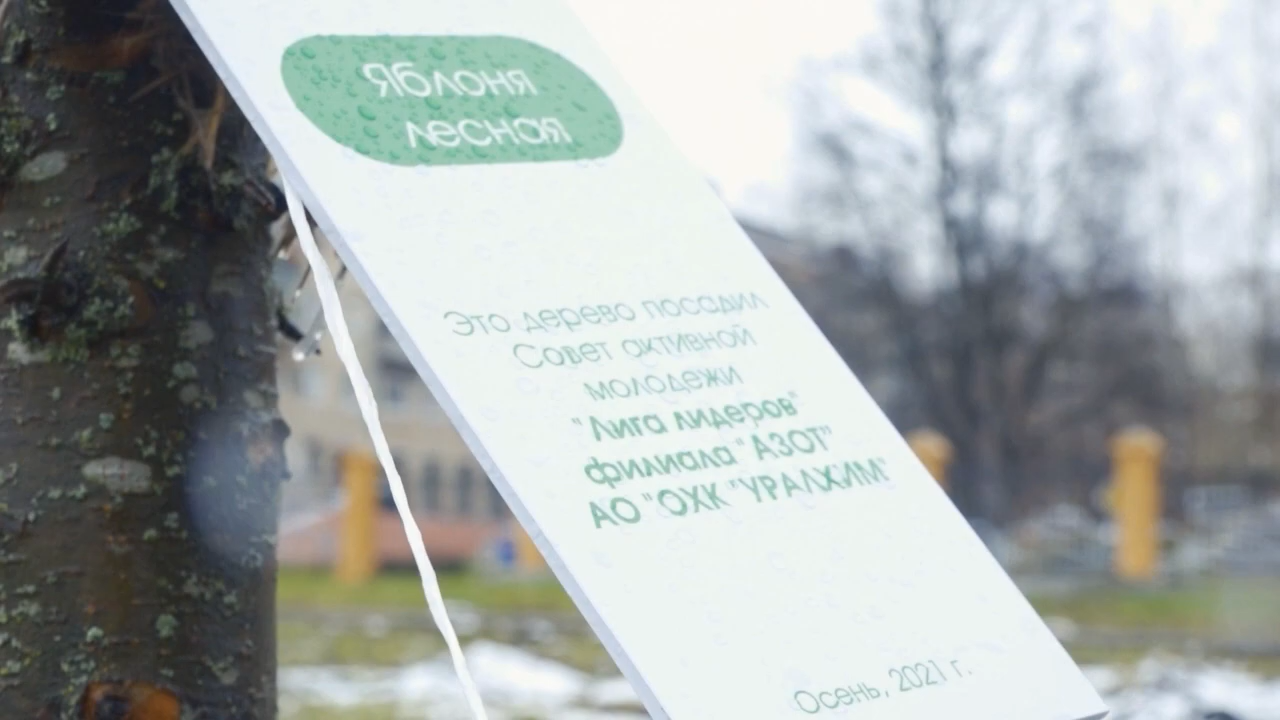 Яблоня
лесная
Это дерево посадил
Совет активной
молодежи
"Лига лидеров"
филиала "АЗОТ"
АО "ОХК "УРАЛХИМ"
Осень, 2021 г.